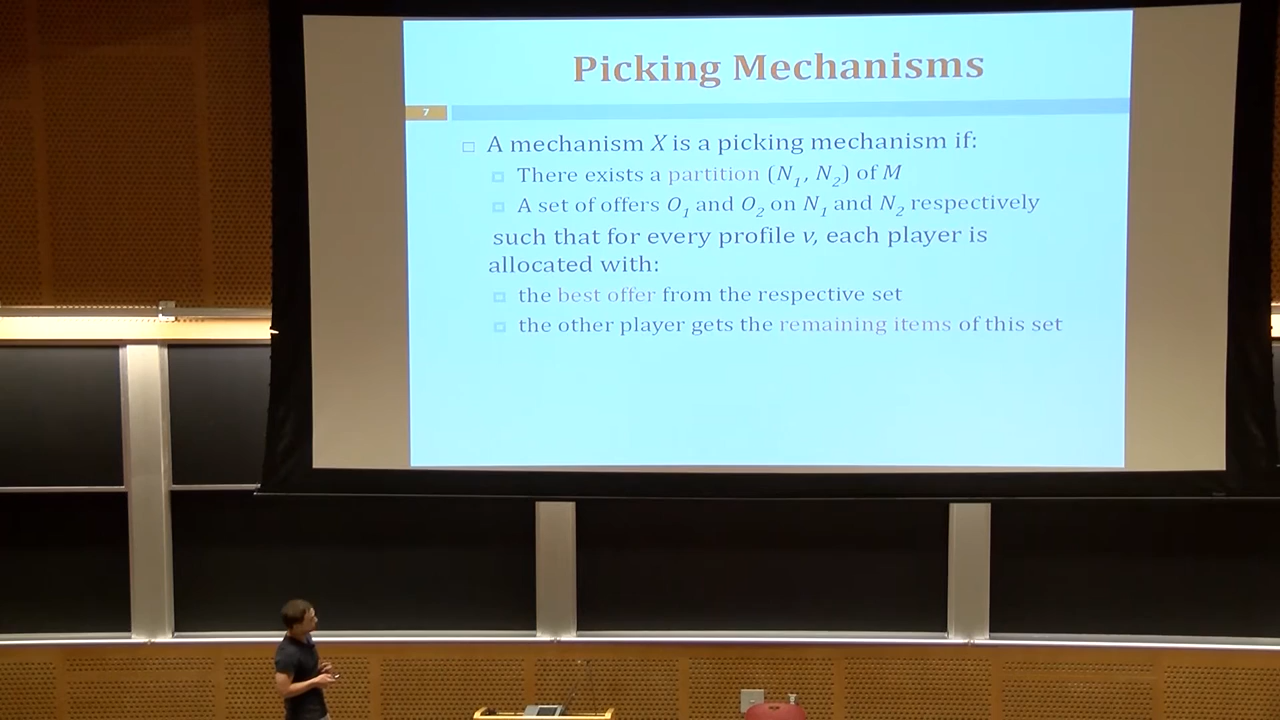 Picking Mechanisms
7
A mechanism X is a picking mechanism if:
There exists a partition (N1, N2) of M
A set of offers O1 and O2 on N1 and N2 respectively
such that for every profile v, each player is
allocated with:
the best offer from the respective set
the other player gets the remaining items of this set